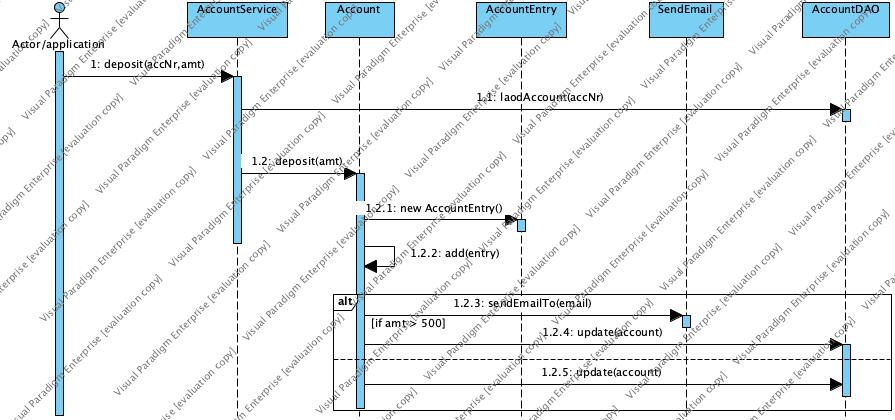 AccountService
Account
AccountEntry
SendEmail
AccountDAO
Actor/application
1: deposit(accNr,amt)
1.1: laodAccount(accNr)
1.2: deposit(amt)
1.2.1: new AccountEntry()
1.2.2: add(entry)
alt
1.2.3: sendEmailTo(email)
[if amt > 500]
1.2.4: update(account)
1.2.5: update(account)
Visual Paradigm Enterprise [evaluation copy]